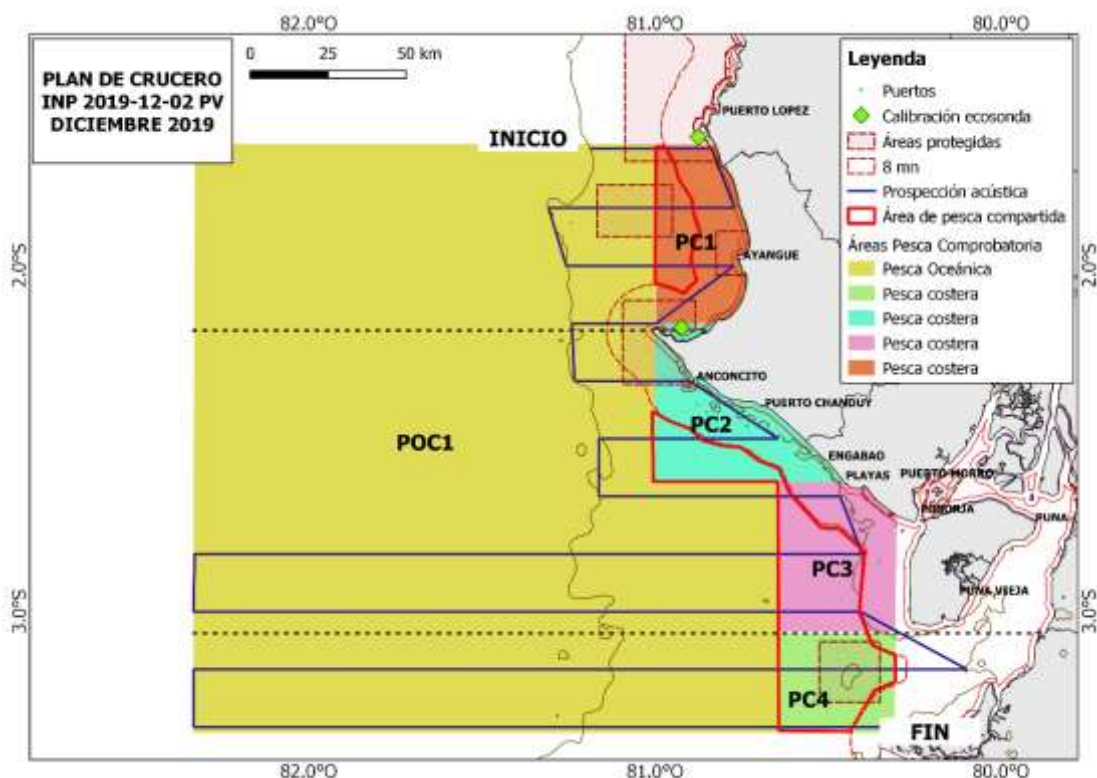 82.0°O 81.0°O 80.0°O
PLAN DE CRUCERO
INP 2019-12-02 PV
DICIEMBRE 2019
0 25 50 km
INICIO
PUERTO LOPEZ
PC1
AYANGUE
2.0°S 2.0°S
ANCONCITO
PUERTO CHANDUY
PC2
POC1
ENGABAO
PLAYAS
PUERTO MORRO
POSORJA
PUNA
PC3
PUNA VIEJA
3.0°S 3.0°S
PC4
FIN
82.0°O 81.0°O 80.0°O
Leyenda
Puertos
Calibración ecosonda
Áreas protegidas
8 mn
Prospección acústica
Área de pesca compartida
Áreas Pesca Comprobatoria
Pesca Oceánica
Pesca costera
Pesca costera
Pesca costera
Pesca costera